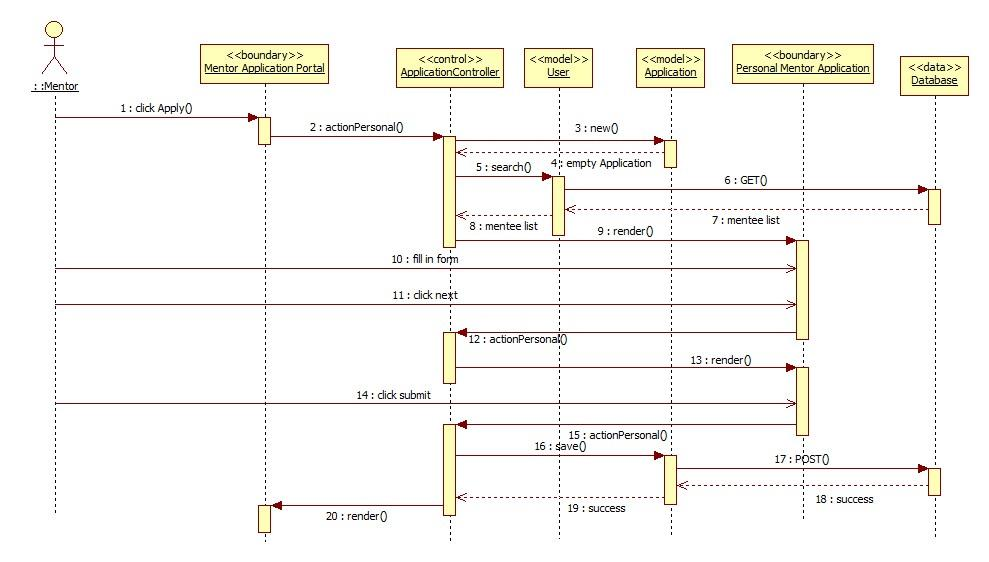 <<boundary>>
Mentor Application Portal
<<control>>
ApplicationController
<<model>>
User
<<model>>
Application
<<boundary>>
Personal Mentor Application
<<data>>
Database
: :Mentor
1 : click Apply()
2 : actionPersonal()
3 : new()
4 : empty Application
5 : search()
6 : GET()
7 : mentee list
8 : mentee list
9 : render()
10 : fill in form
11 : click next
12 : actionPersonal()
13 : render()
14 : click submit
15 : actionPersonal()
16 : save()
17 : POST()
18 : success
19 : success
20 : render()